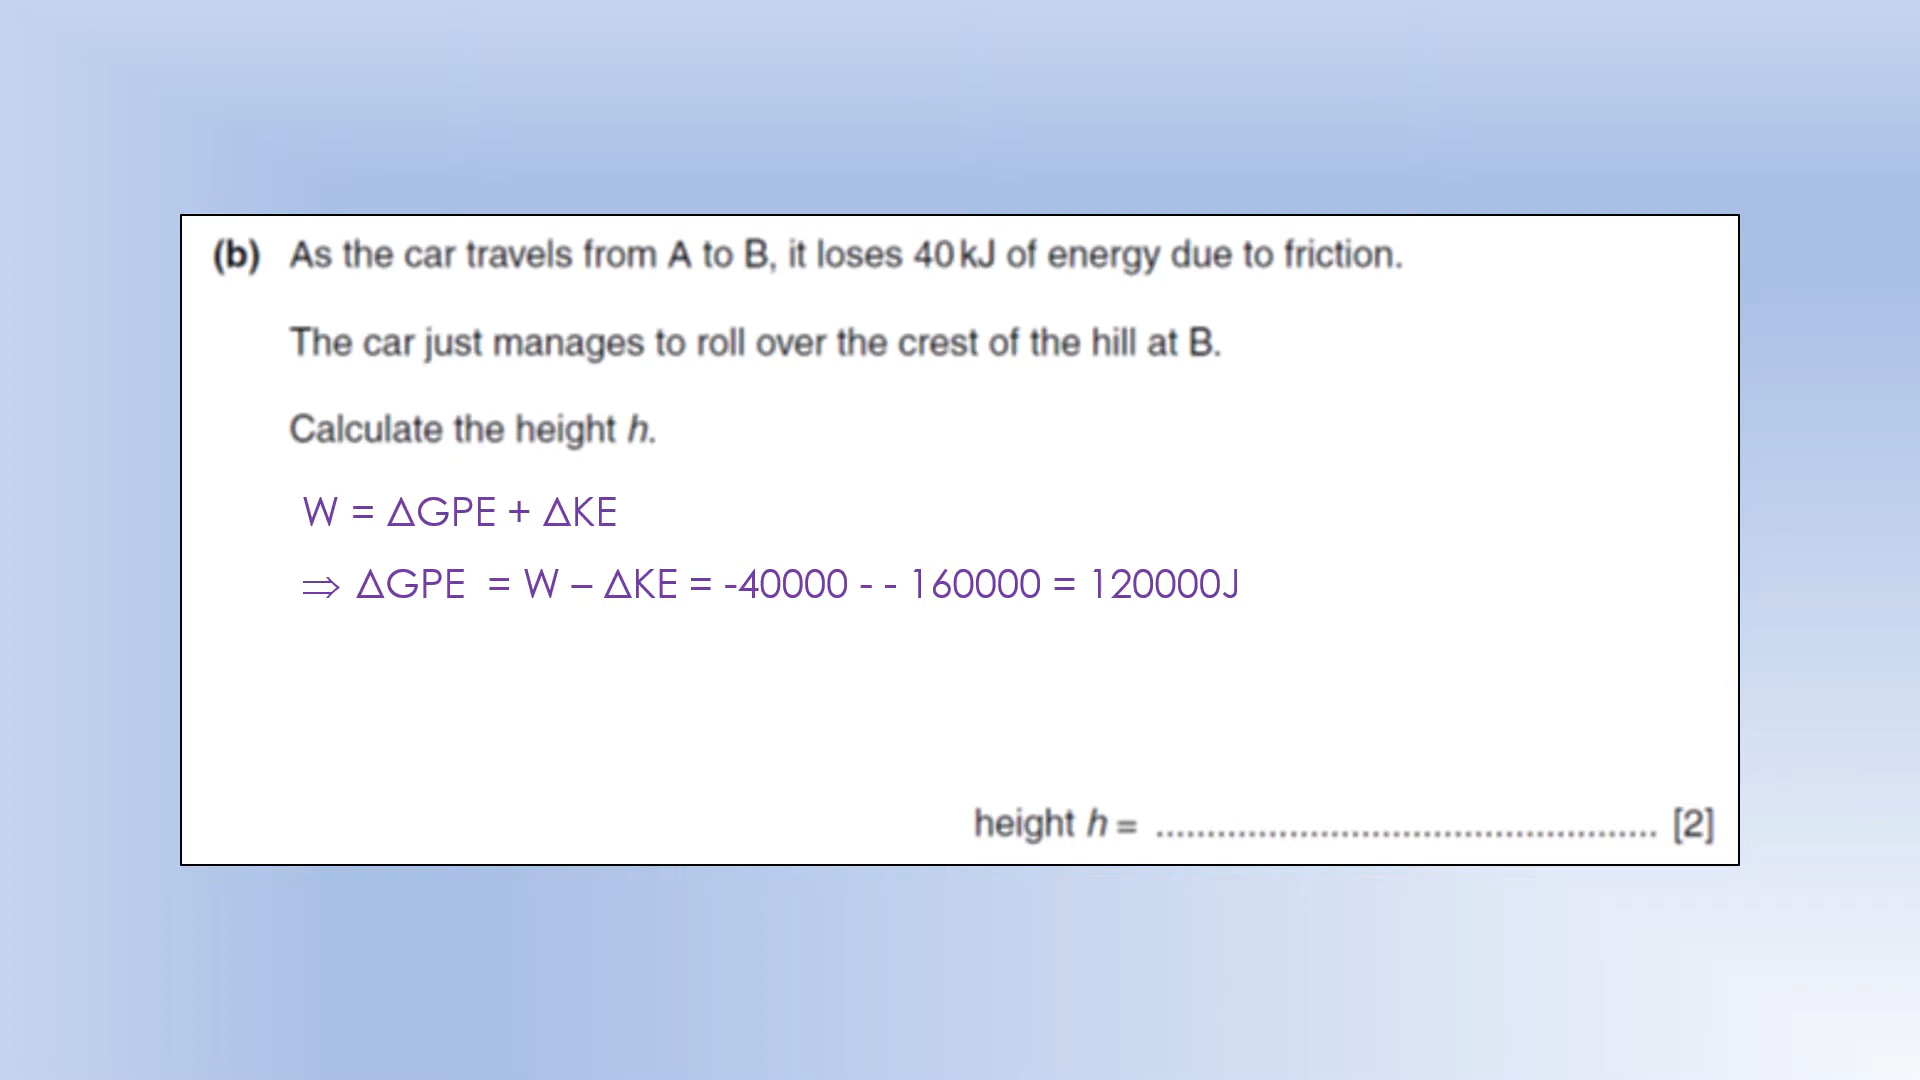 (b) As the car travels from A to B, it loses 40 kJ of energy due to friction.
The car just manages to roll over the crest of the hill at B.
Calculate the height h.
W = ΔGPE + ΔKE
⇒ ΔGPE = W – ΔKE = -40000 - - 160000 = 120000J
height h = ................................................ [2]